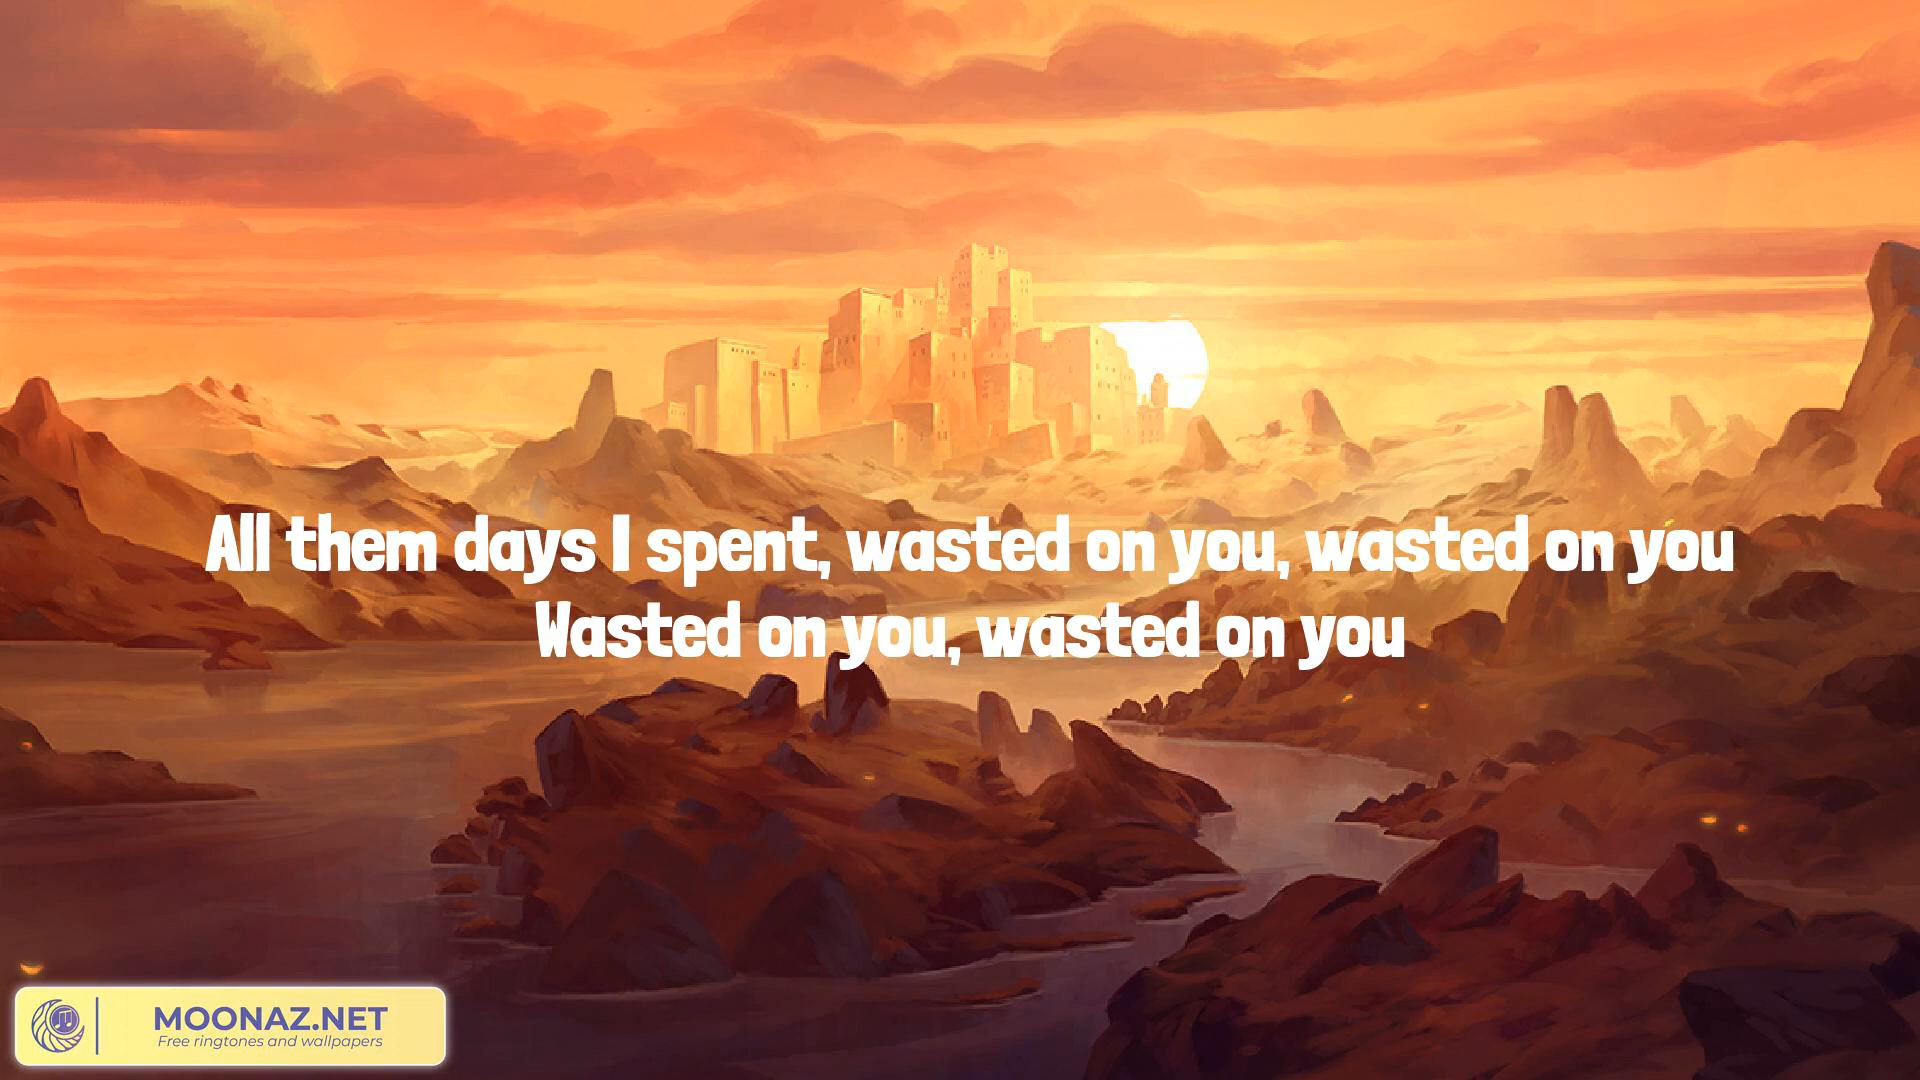 All them days I spent, wasted on you, wasted on you
Wasted on you, wasted on you
MOONAZ.NET
Free ringtones and wallpapers